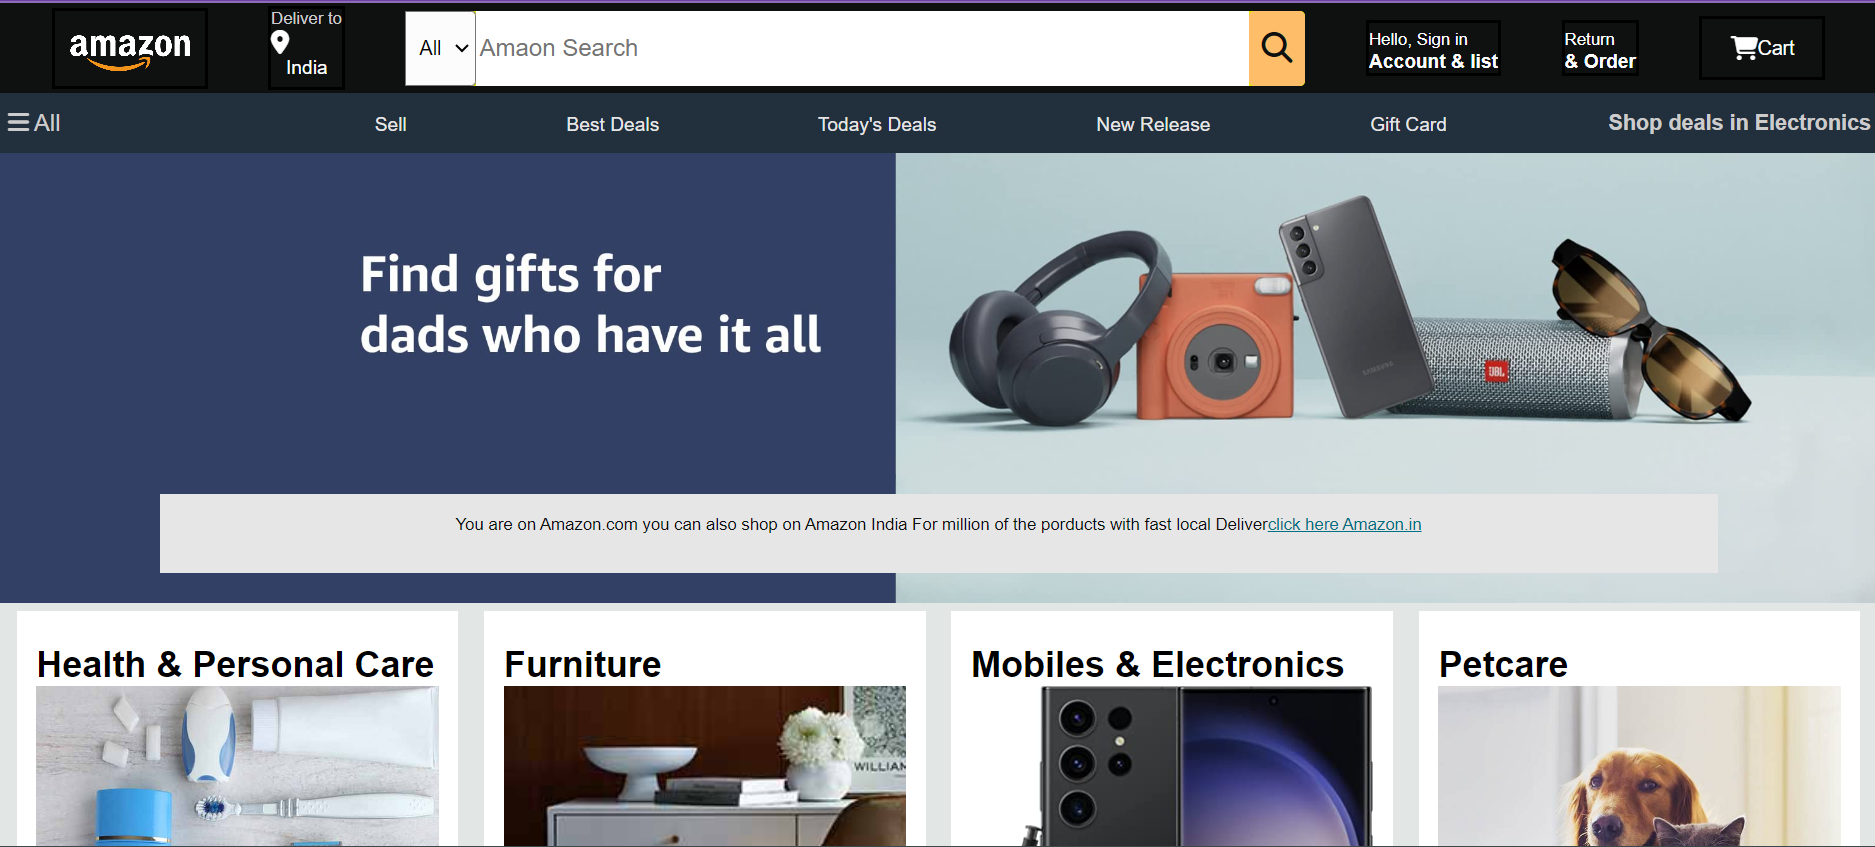 amazon
Deliver to
India
All
Amaon Search
Hello, Sign in
Account & list
Return
& Order
Cart
All
Sell
Best Deals
Today's Deals
New Release
Gift Card
Shop deals in Electronics
Find gifts for
dads who have it all
SAMSUNG
JBL
You are on Amazon.com you can also shop on Amazon India For million of the porducts with fast local Deliverclick here Amazon.in
Health & Personal Care
Furniture
Mobiles & Electronics
Petcare
WILLIAM